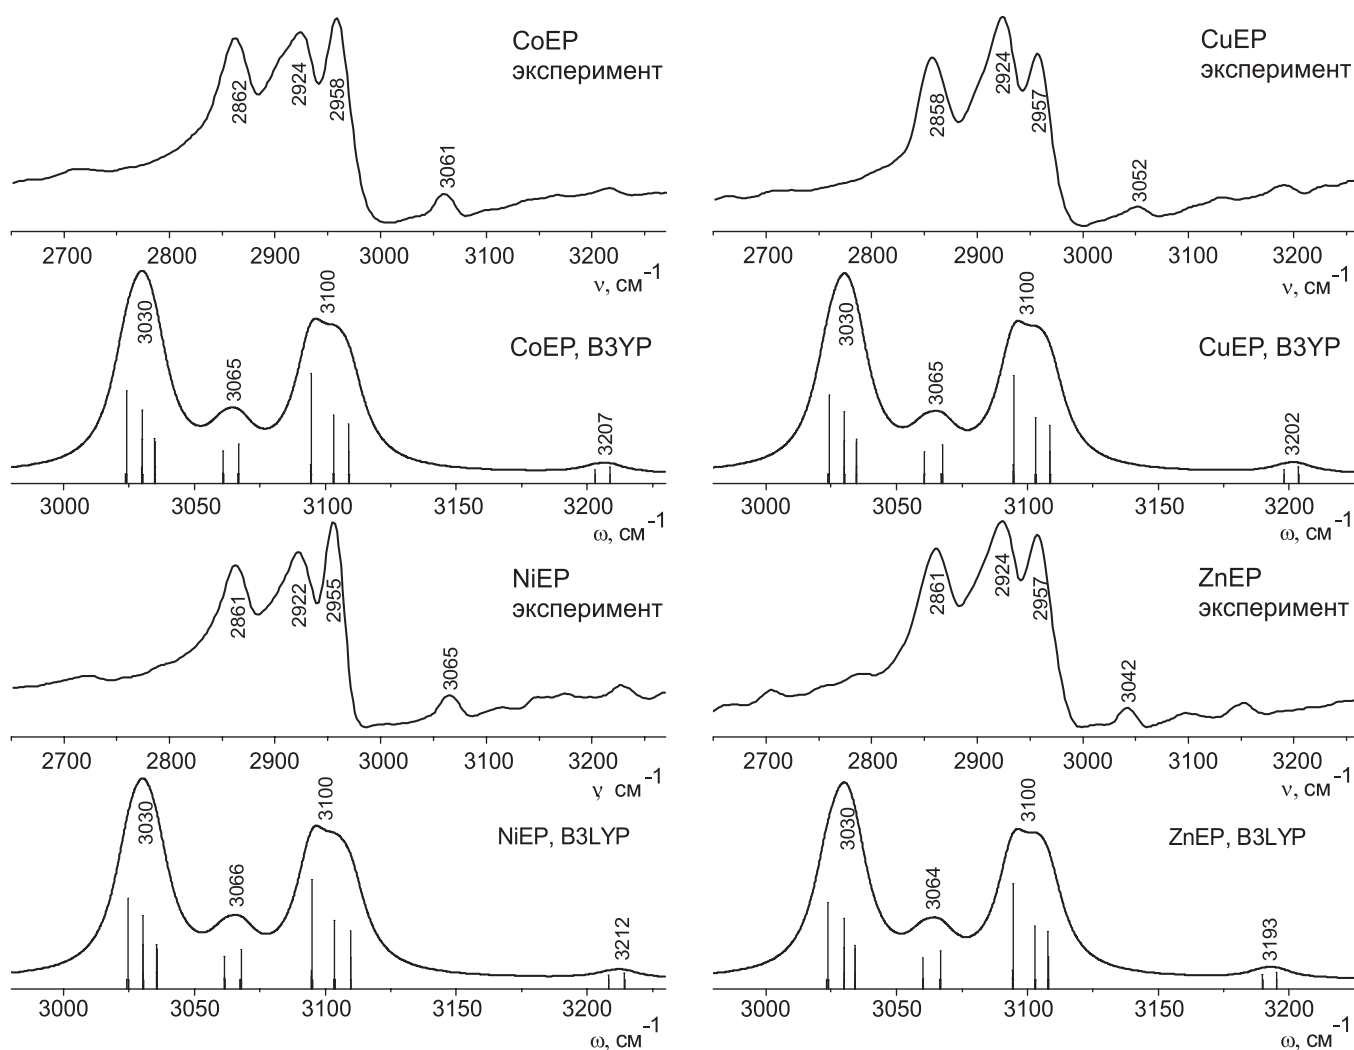 CoEP
эксперимент
2862
2924
2958
3061
2700 2800 2900 3000 3100 3200
ν, см⁻¹
CuEP
эксперимент
2858
2924
2957
3052
2700 2800 2900 3000 3100 3200
ν, см⁻¹
CoEP, B3YP
3030
3065
3100
3207
3000 3050 3100 3150 3200
ω, см⁻¹
CuEP, B3YP
3030
3065
3100
3202
3000 3050 3100 3150 3200
ω, см⁻¹
NiEP
эксперимент
2861
2922
2955
3065
2700 2800 2900 3000 3100 3200
ν см⁻¹
ZnEP
эксперимент
2861
2924
2957
3042
2700 2800 2900 3000 3100 3200
ν, см⁻¹
NiEP, B3LYP
3030
3066
3100
3212
3000 3050 3100 3150 3200
ω, см⁻¹
ZnEP, B3LYP
3030
3064
3100
3193
3000 3050 3100 3150 3200
ω, см⁻¹